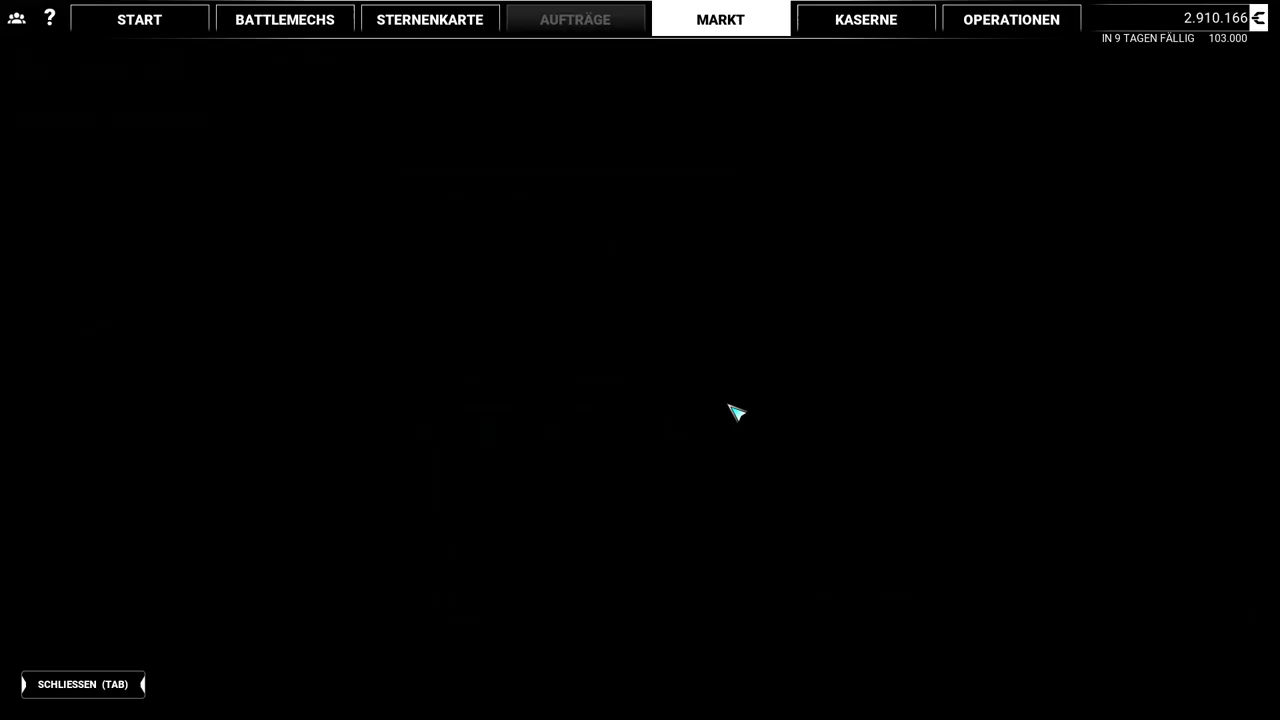 ? START BATTLEMECHS STERNENKARTE AUFTRÄGE MARKT KASERNE OPERATIONEN 2.910.166
IN 9 TAGEN FÄLLIG 103.000
SCHLIESSEN (TAB)